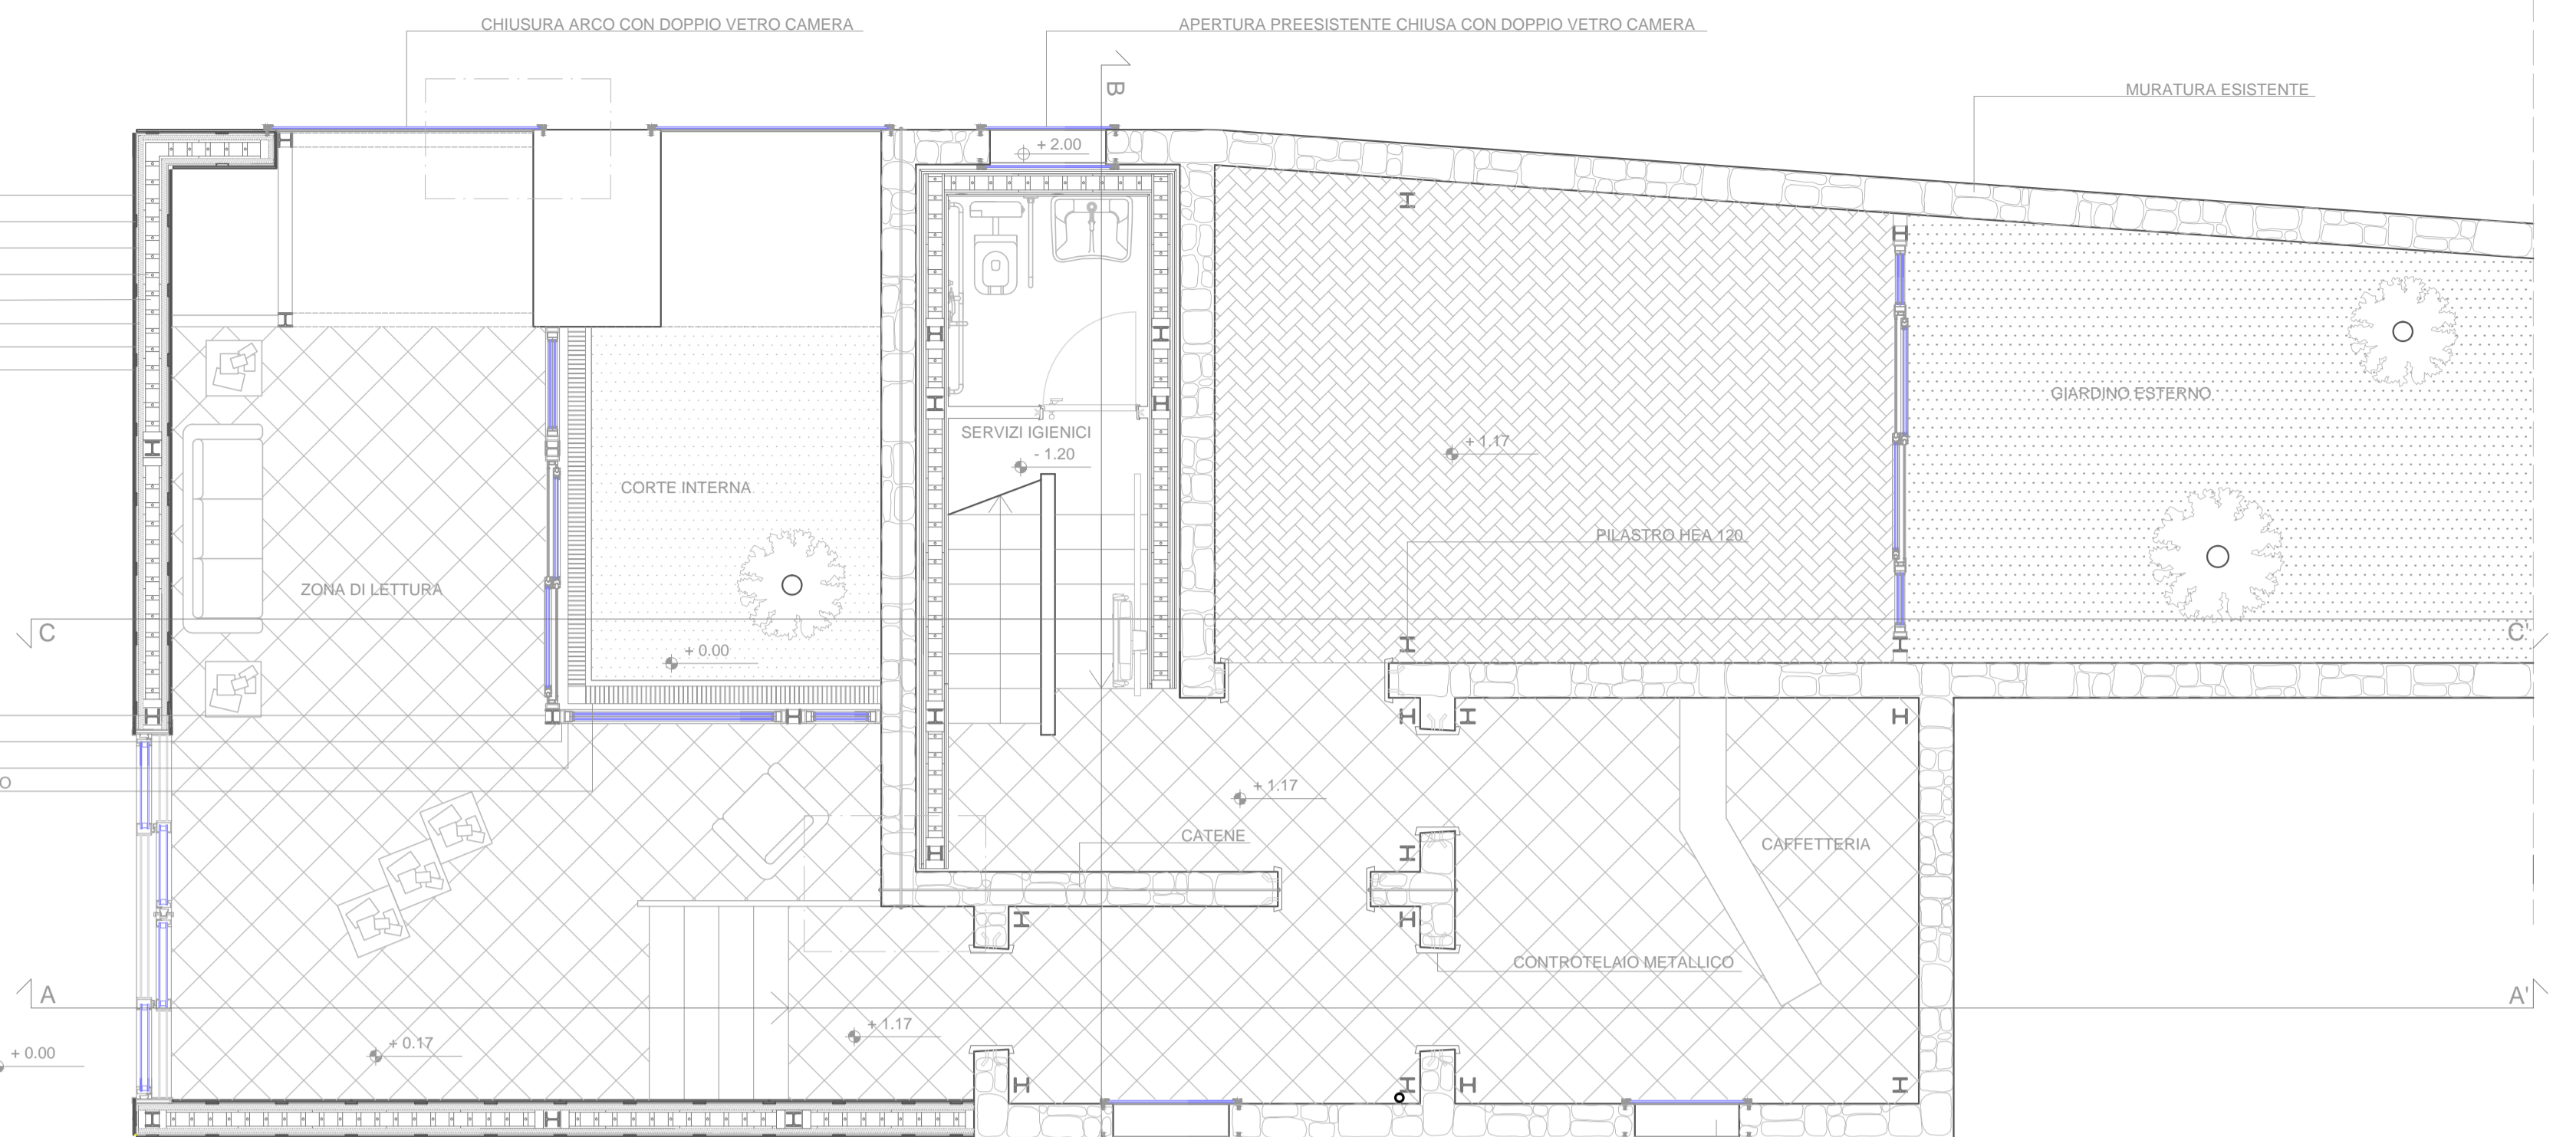 CHIUSURA ARCO CON DOPPIO VETRO CAMERA
APERTURA PREESISTENTE CHIUSA CON DOPPIO VETRO CAMERA
B
MURATURA ESISTENTE
+ 2.00
GIARDINO ESTERNO
SERVIZI IGIENICI
- 1.20
+ 1.17
CORTE INTERNA
PILASTRO HEA 120
ZONA DI LETTURA
C
C'
+ 0.00
O
+ 1.17
CATENE
CAFFETTERIA
CONTROTELAIO METALLICO
A
A'
+ 1.17
+ 0.17
+ 0.00